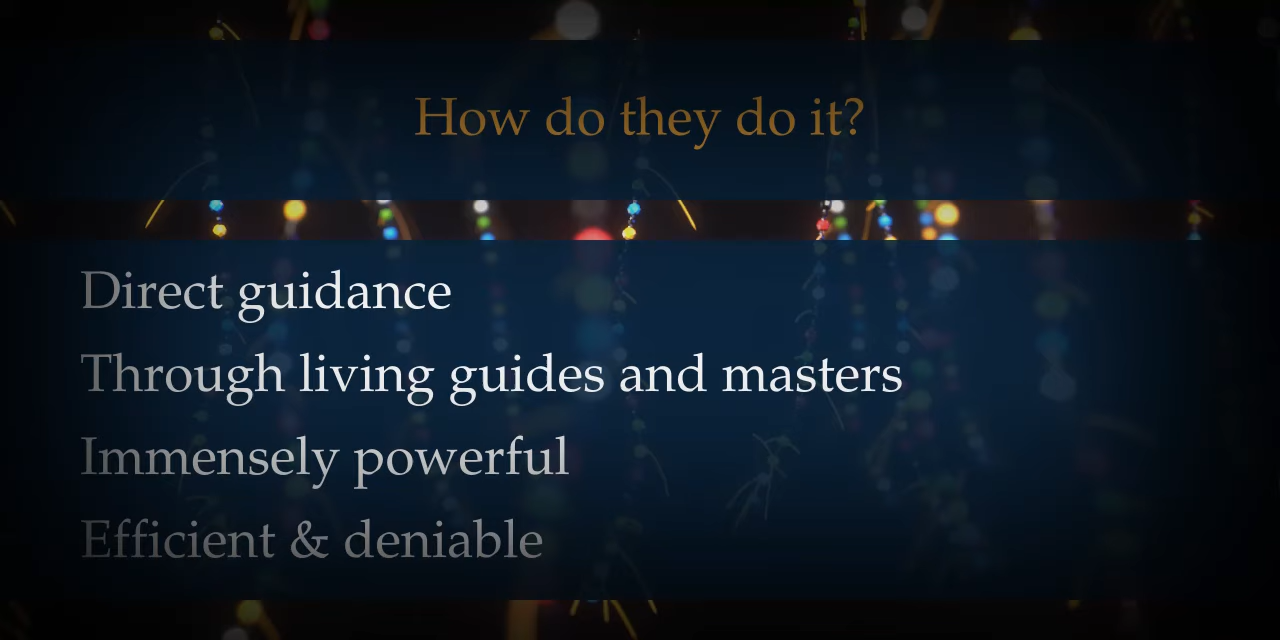 How do they do it?
Direct guidance
Through living guides and masters
Immensely powerful
Efficient & deniable